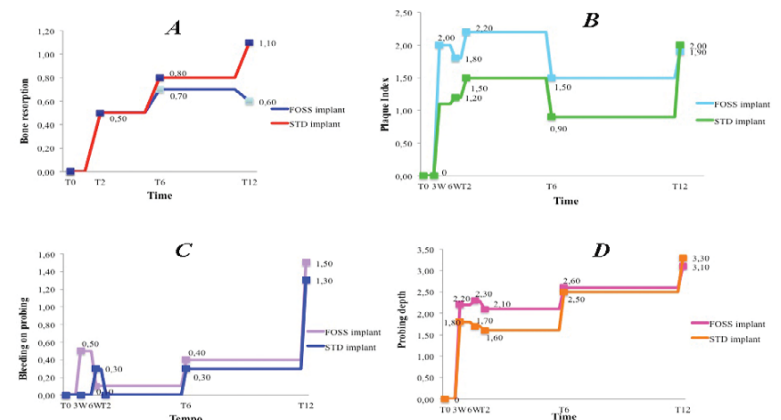 A
Bone resorption
1,20
1,00
0,80
0,60
0,40
0,20
0,00
0,50
0,80
0,70
1,10
0,60
FOSS implant
STD implant
T0 T2 T6 T12
Time
B
Plaque Index
2,50
2,00
1,50
1,00
0,50
0,00
0
2,00
1,80
2,20
1,20
1,50
1,50
0,90
2,00
1,90
FOSS implant
STD implant
T0 3W 6WT2 T6 T12
Time
C
Bleeding on probing
1,60
1,40
1,20
1,00
0,80
0,60
0,40
0,20
0,00
0,50
0,30
0,40
0,30
1,50
1,30
FOSS implant
STD implant
T0 3W 6WT2 T6 T12
Tempo
D
Probing depth
3,50
3,00
2,50
2,00
1,50
1,00
0,50
0,00
0
2,20
2,30
2,10
1,80
1,70
1,60
2,60
2,50
3,30
3,10
FOSS implant
STD implant
T0 3W 6WT2 T6 T12
Time